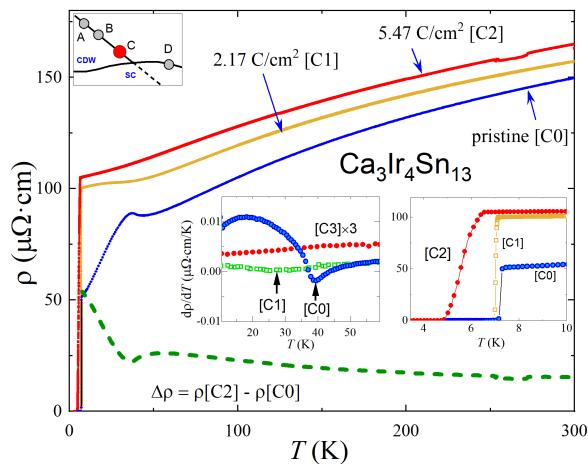 A
B
C
D
CDW
SC
5.47 C/cm² [C2]
2.17 C/cm² [C1]
pristine [C0]
Ca₃Ir₄Sn₁₃
ρ (μΩ·cm)
150
100
50
0
0.01
0.00
-0.01
dρ/dT (μΩ·cm/K)
[C3]×3
[C1]
[C0]
20
30
40
50
T (K)
100
50
0
[C2]
[C1]
[C0]
4
6
8
10
T (K)
Δρ = ρ[C2] - ρ[C0]
0
100
200
300
T (K)